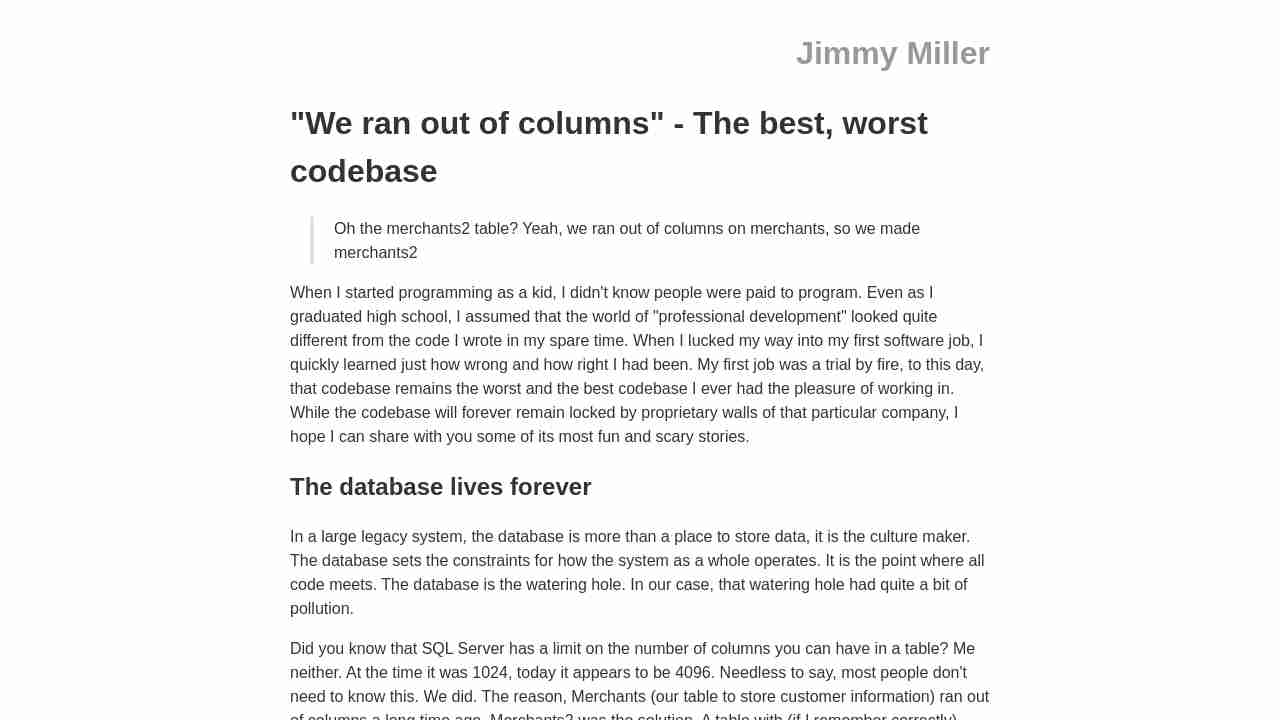 Jimmy Miller
"We ran out of columns" - The best, worst
codebase
Oh the merchants2 table? Yeah, we ran out of columns on merchants, so we made
merchants2
When I started programming as a kid, I didn't know people were paid to program. Even as I
graduated high school, I assumed that the world of "professional development" looked quite
different from the code I wrote in my spare time. When I lucked my way into my first software job, I
quickly learned just how wrong and how right I had been. My first job was a trial by fire, to this day,
that codebase remains the worst and the best codebase I ever had the pleasure of working in.
While the codebase will forever remain locked by proprietary walls of that particular company, I
hope I can share with you some of its most fun and scary stories.
The database lives forever
In a large legacy system, the database is more than a place to store data, it is the culture maker.
The database sets the constraints for how the system as a whole operates. It is the point where all
code meets. The database is the watering hole. In our case, that watering hole had quite a bit of
pollution.
Did you know that SQL Server has a limit on the number of columns you can have in a table? Me
neither. At the time it was 1024, today it appears to be 4096. Needless to say, most people don't
need to know this. We did. The reason, Merchants (our table to store customer information) ran out
of columns a long time ago. Merchants2 was the solution. A table with (if I remember correctly)